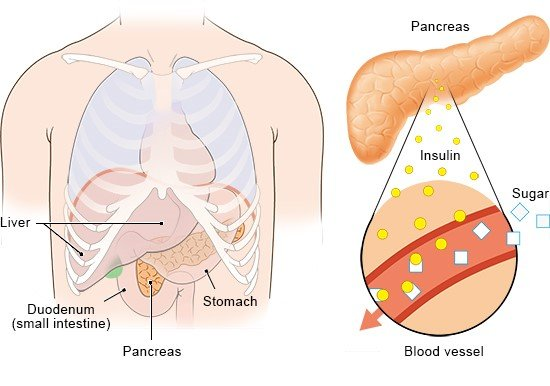 Liver
Duodenum
(small intestine)
Pancreas
Stomach
Pancreas
Insulin
Sugar
Blood vessel